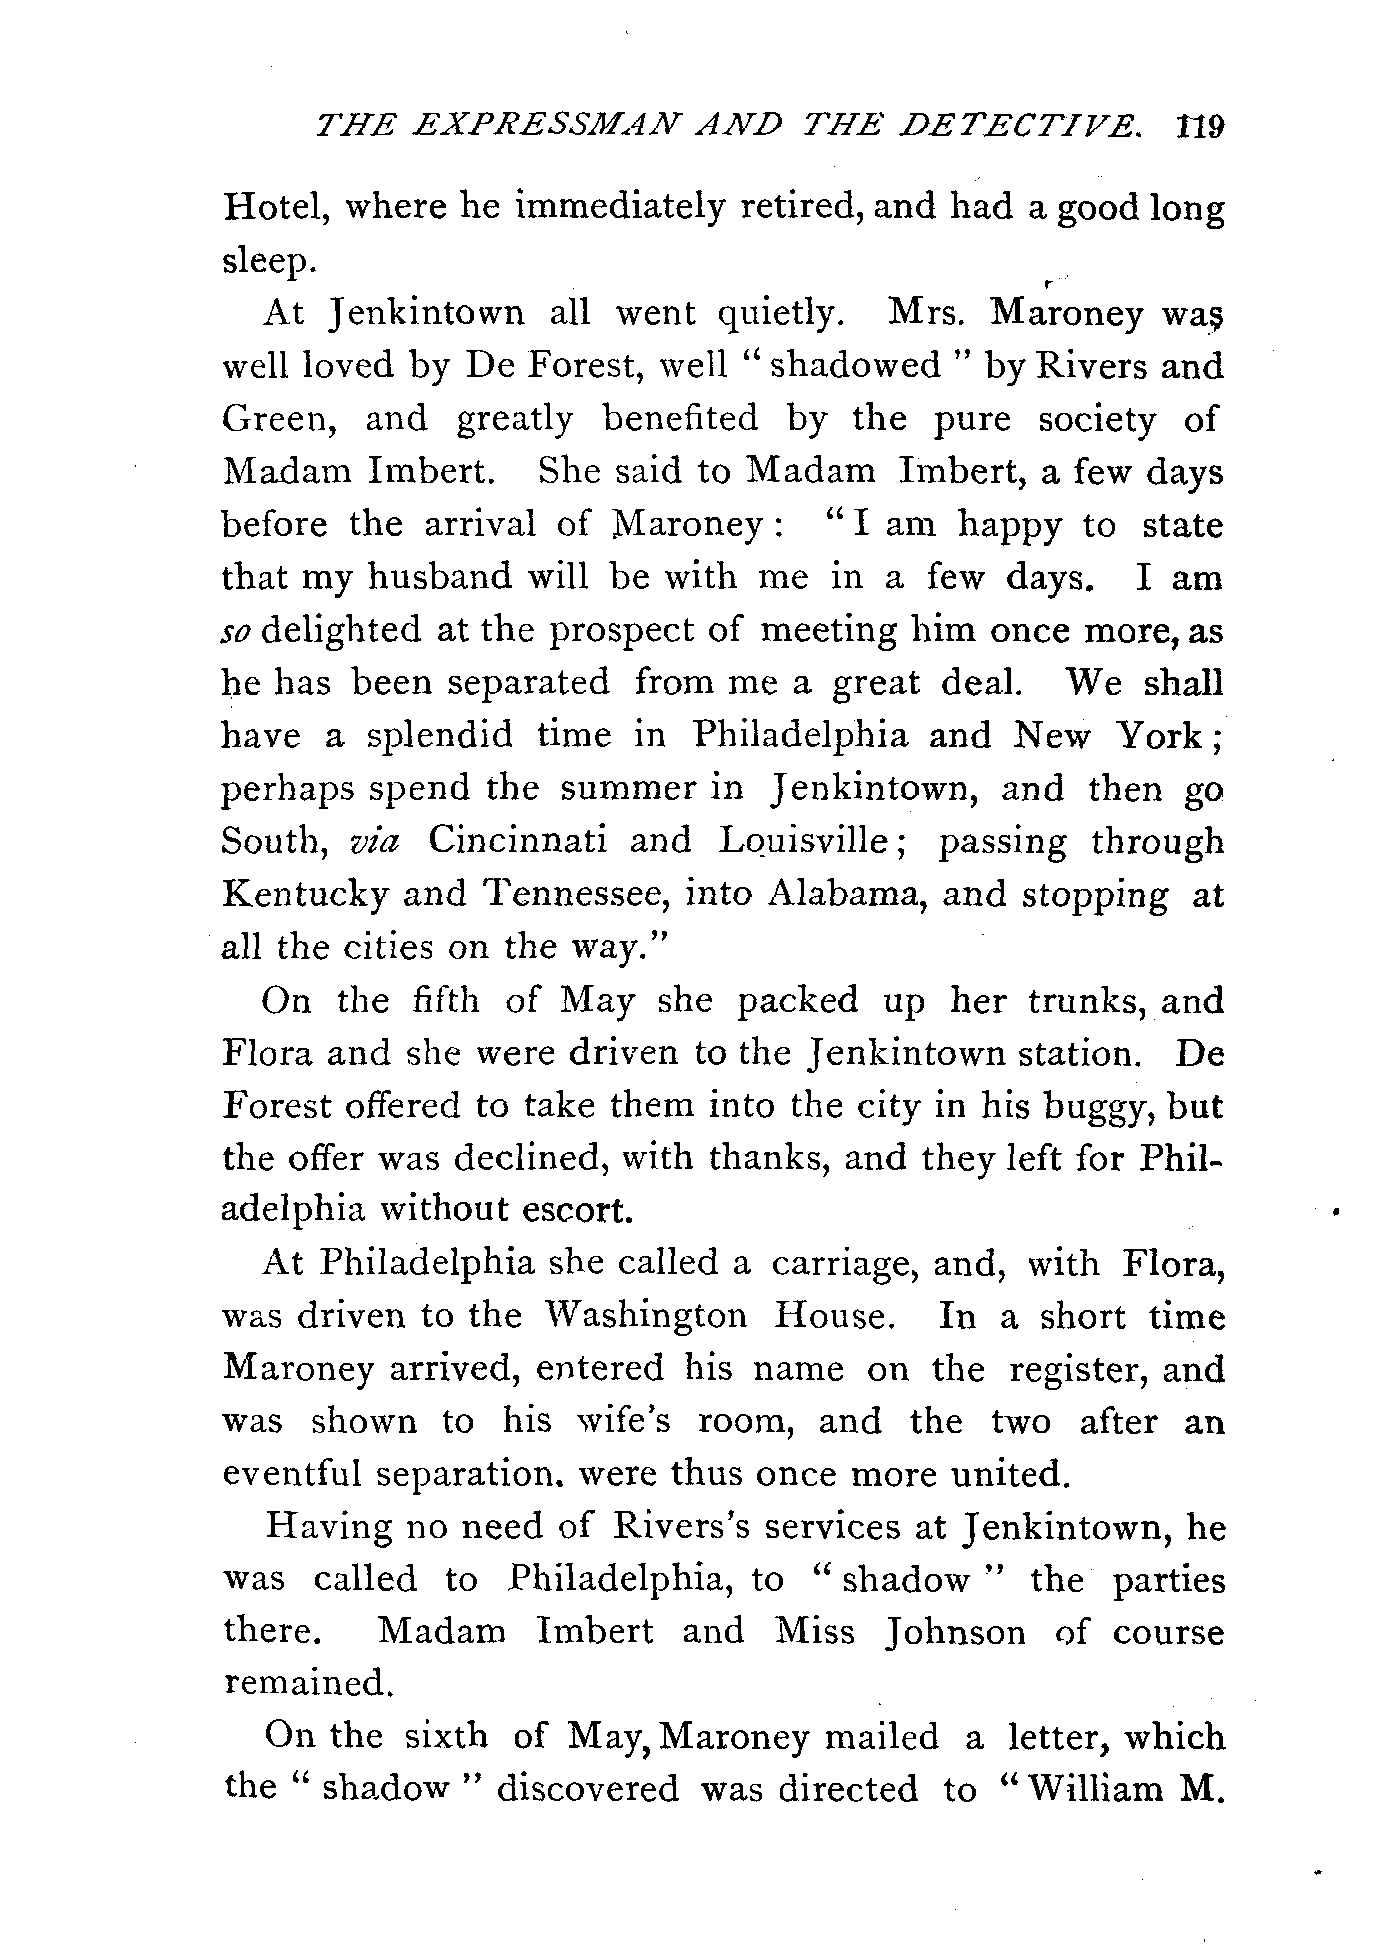 THE EXPRESSMAN AND THE DETECTIVE. 119
Hotel, where he immediately retired, and had a good long
sleep.
At Jenkintown all went quietly. Mrs. Maroney was
well loved by De Forest, well " shadowed " by Rivers and
Green, and greatly benefited by the pure society of
Madam Imbert. She said to Madam Imbert, a few days
before the arrival of Maroney : " I am happy to state
that my husband will be with me in a few days. I am
so delighted at the prospect of meeting him once more, as
he has been separated from me a great deal. We shall
have a splendid time in Philadelphia and New York ;
perhaps spend the summer in Jenkintown, and then go
South, via Cincinnati and Louisville ; passing through
Kentucky and Tennessee, into Alabama, and stopping at
all the cities on the way."
On the fifth of May she packed up her trunks, and
Flora and she were driven to the Jenkintown station. De
Forest offered to take them into the city in his buggy, but
the offer was declined, with thanks, and they left for Phil-
adelphia without escort.
At Philadelphia she called a carriage, and, with Flora,
was driven to the Washington House. In a short time
Maroney arrived, entered his name on the register, and
was shown to his wife's room, and the two after an
eventful separation. were thus once more united.
Having no need of Rivers's services at Jenkintown, he
was called to Philadelphia, to " shadow " the parties
there. Madam Imbert and Miss Johnson of course
remained.
On the sixth of May, Maroney mailed a letter, which
the " shadow " discovered was directed to " William M.